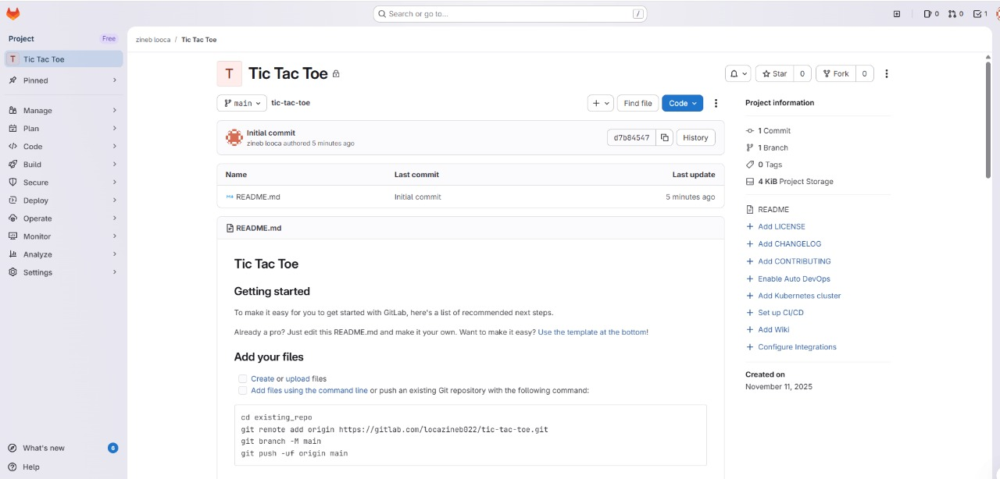 Search or go to... /
0 0 1
Project Free
T Tic Tac Toe
Pinned
Manage
Plan
Code
Build
Secure
Deploy
Operate
Monitor
Analyze
Settings
What's new 6
Help
zineb looca / Tic Tac Toe
T Tic Tac Toe
Star 0 Fork 0
main tic-tac-toe
+ Find file Code
Initial commit
zineb looca authored 5 minutes ago
d7b84547 History
Name Last commit Last update
README.md Initial commit 5 minutes ago
README.md
Tic Tac Toe
Getting started
To make it easy for you to get started with GitLab, here's a list of recommended next steps.
Already a pro? Just edit this README.md and make it your own. Want to make it easy? Use the template at the bottom!
Add your files
Create or upload files
Add files using the command line or push an existing Git repository with the following command:
cd existing_repo
git remote add origin https://gitlab.com/locazineb022/tic-tac-toe.git
git branch -M main
git push -uf origin main
Project information
1 Commit
1 Branch
0 Tags
4 KiB Project Storage
README
+ Add LICENSE
+ Add CHANGELOG
+ Add CONTRIBUTING
+ Enable Auto DevOps
+ Add Kubernetes cluster
+ Set up CI/CD
+ Add Wiki
+ Configure Integrations
Created on
November 11, 2025